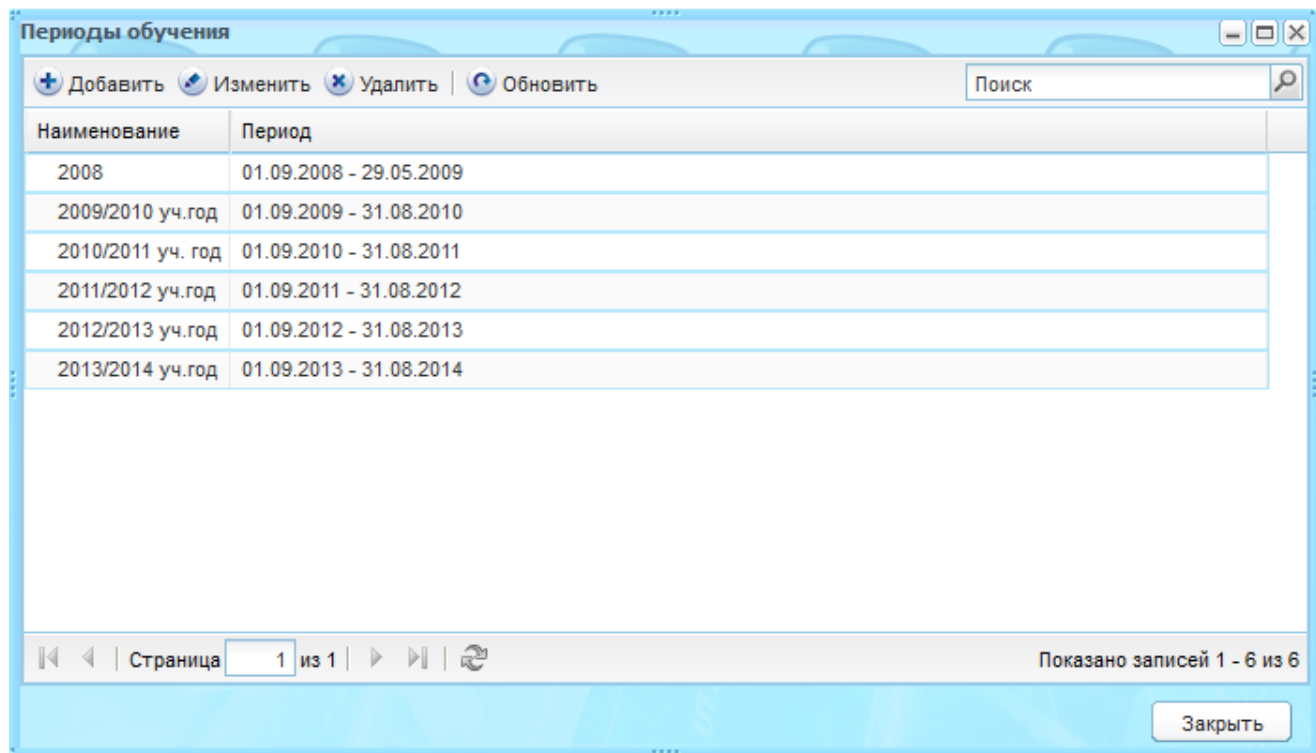 Периоды обучения
Добавить Изменить Удалить Обновить Поиск
Наименование Период
2008 01.09.2008 - 29.05.2009
2009/2010 уч.год 01.09.2009 - 31.08.2010
2010/2011 уч. год 01.09.2010 - 31.08.2011
2011/2012 уч.год 01.09.2011 - 31.08.2012
2012/2013 уч.год 01.09.2012 - 31.08.2013
2013/2014 уч.год 01.09.2013 - 31.08.2014
Страница 1 из 1 Показано записей 1 - 6 из 6
Закрыть